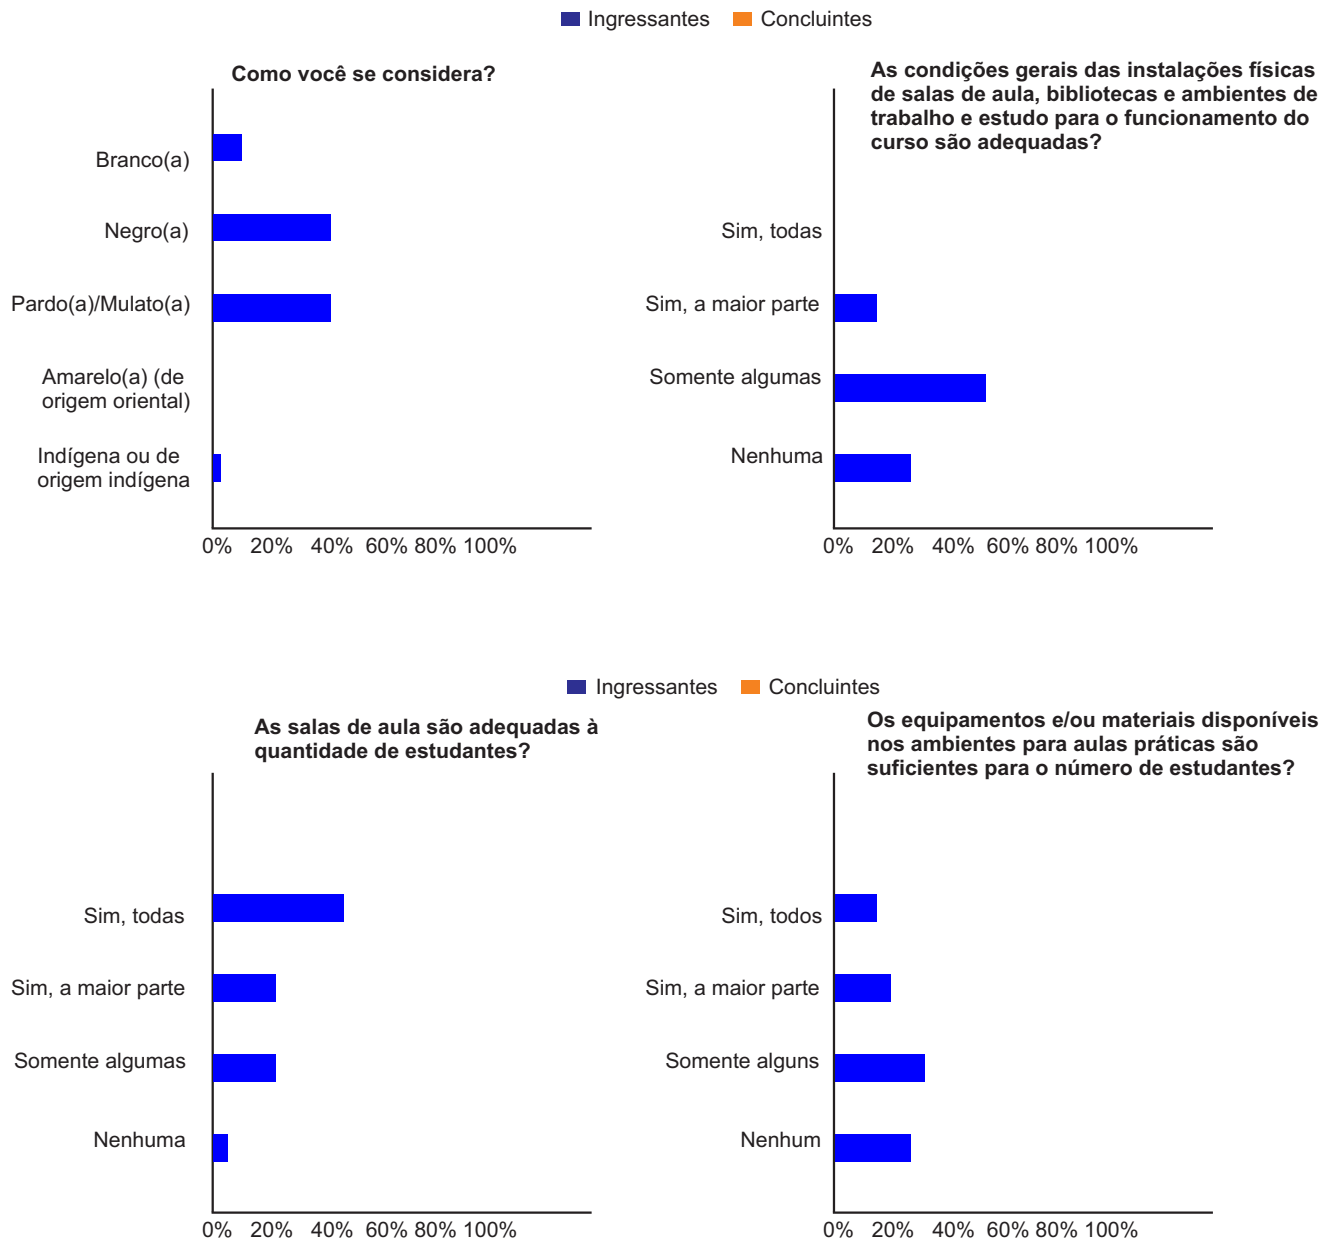 Ingressantes Concluintes
Como você se considera?
Branco(a)
Negro(a)
Pardo(a)/Mulato(a)
Amarelo(a) (de
origem oriental)
Indígena ou de
origem indígena
0% 20% 40% 60% 80% 100%
As condições gerais das instalações físicas
de salas de aula, bibliotecas e ambientes de
trabalho e estudo para o funcionamento do
curso são adequadas?
Sim, todas
Sim, a maior parte
Somente algumas
Nenhuma
0% 20% 40% 60% 80% 100%
Ingressantes Concluintes
As salas de aula são adequadas à
quantidade de estudantes?
Sim, todas
Sim, a maior parte
Somente algumas
Nenhuma
0% 20% 40% 60% 80% 100%
Os equipamentos e/ou materiais disponíveis
nos ambientes para aulas práticas são
suficientes para o número de estudantes?
Sim, todos
Sim, a maior parte
Somente alguns
Nenhum
0% 20% 40% 60% 80% 100%